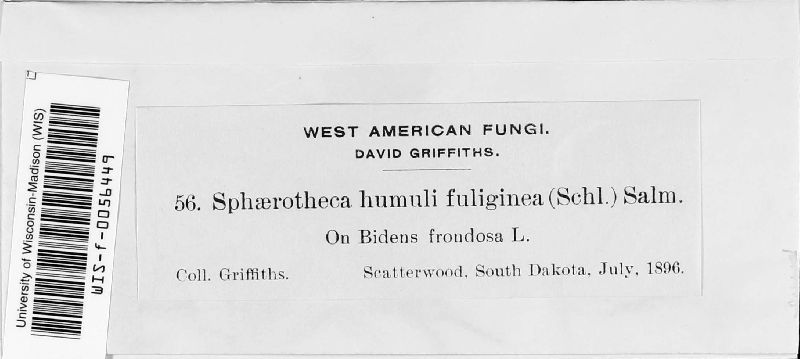 University of Wisconsin-Madison (WIS)
WIS-f-0056449
WEST AMERICAN FUNGI.
DAVID GRIFFITHS.
56. Sphærotheca humuli fuliginea (Schl.) Salm.
On Bidens frondosa L.
Coll. Griffiths. Scatterwood, South Dakota, July, 1896.